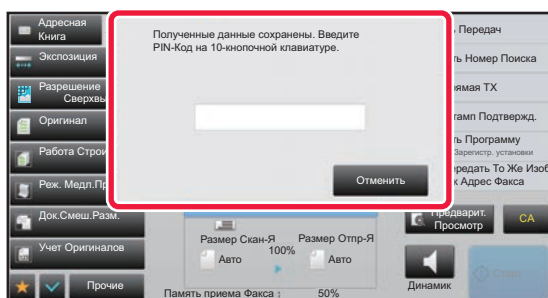 Адресная
Книга
Экспозиция
Разрешение
Сверхвы
Оригинал
Работа Строи
Реж. Медл.Пр
Док.Смеш.Разм.
Учет Оригиналов
Прочие
Полученные данные сохранены. Введите
PIN-Код на 10-кнопочной клавиатуре.
Отменить
Размер Скан-Я
100%
Размер Отпр-Я
Авто
Авто
Память приема Факса :
50%
Передач
ть Номер Поиска
ямая TX
тамп Подтвержд.
ть Программу
Зарегистр. установки
ередать То Же Изоб
к Адрес Факса
Предварит.
Просмотр
CA
Динамик
Старт